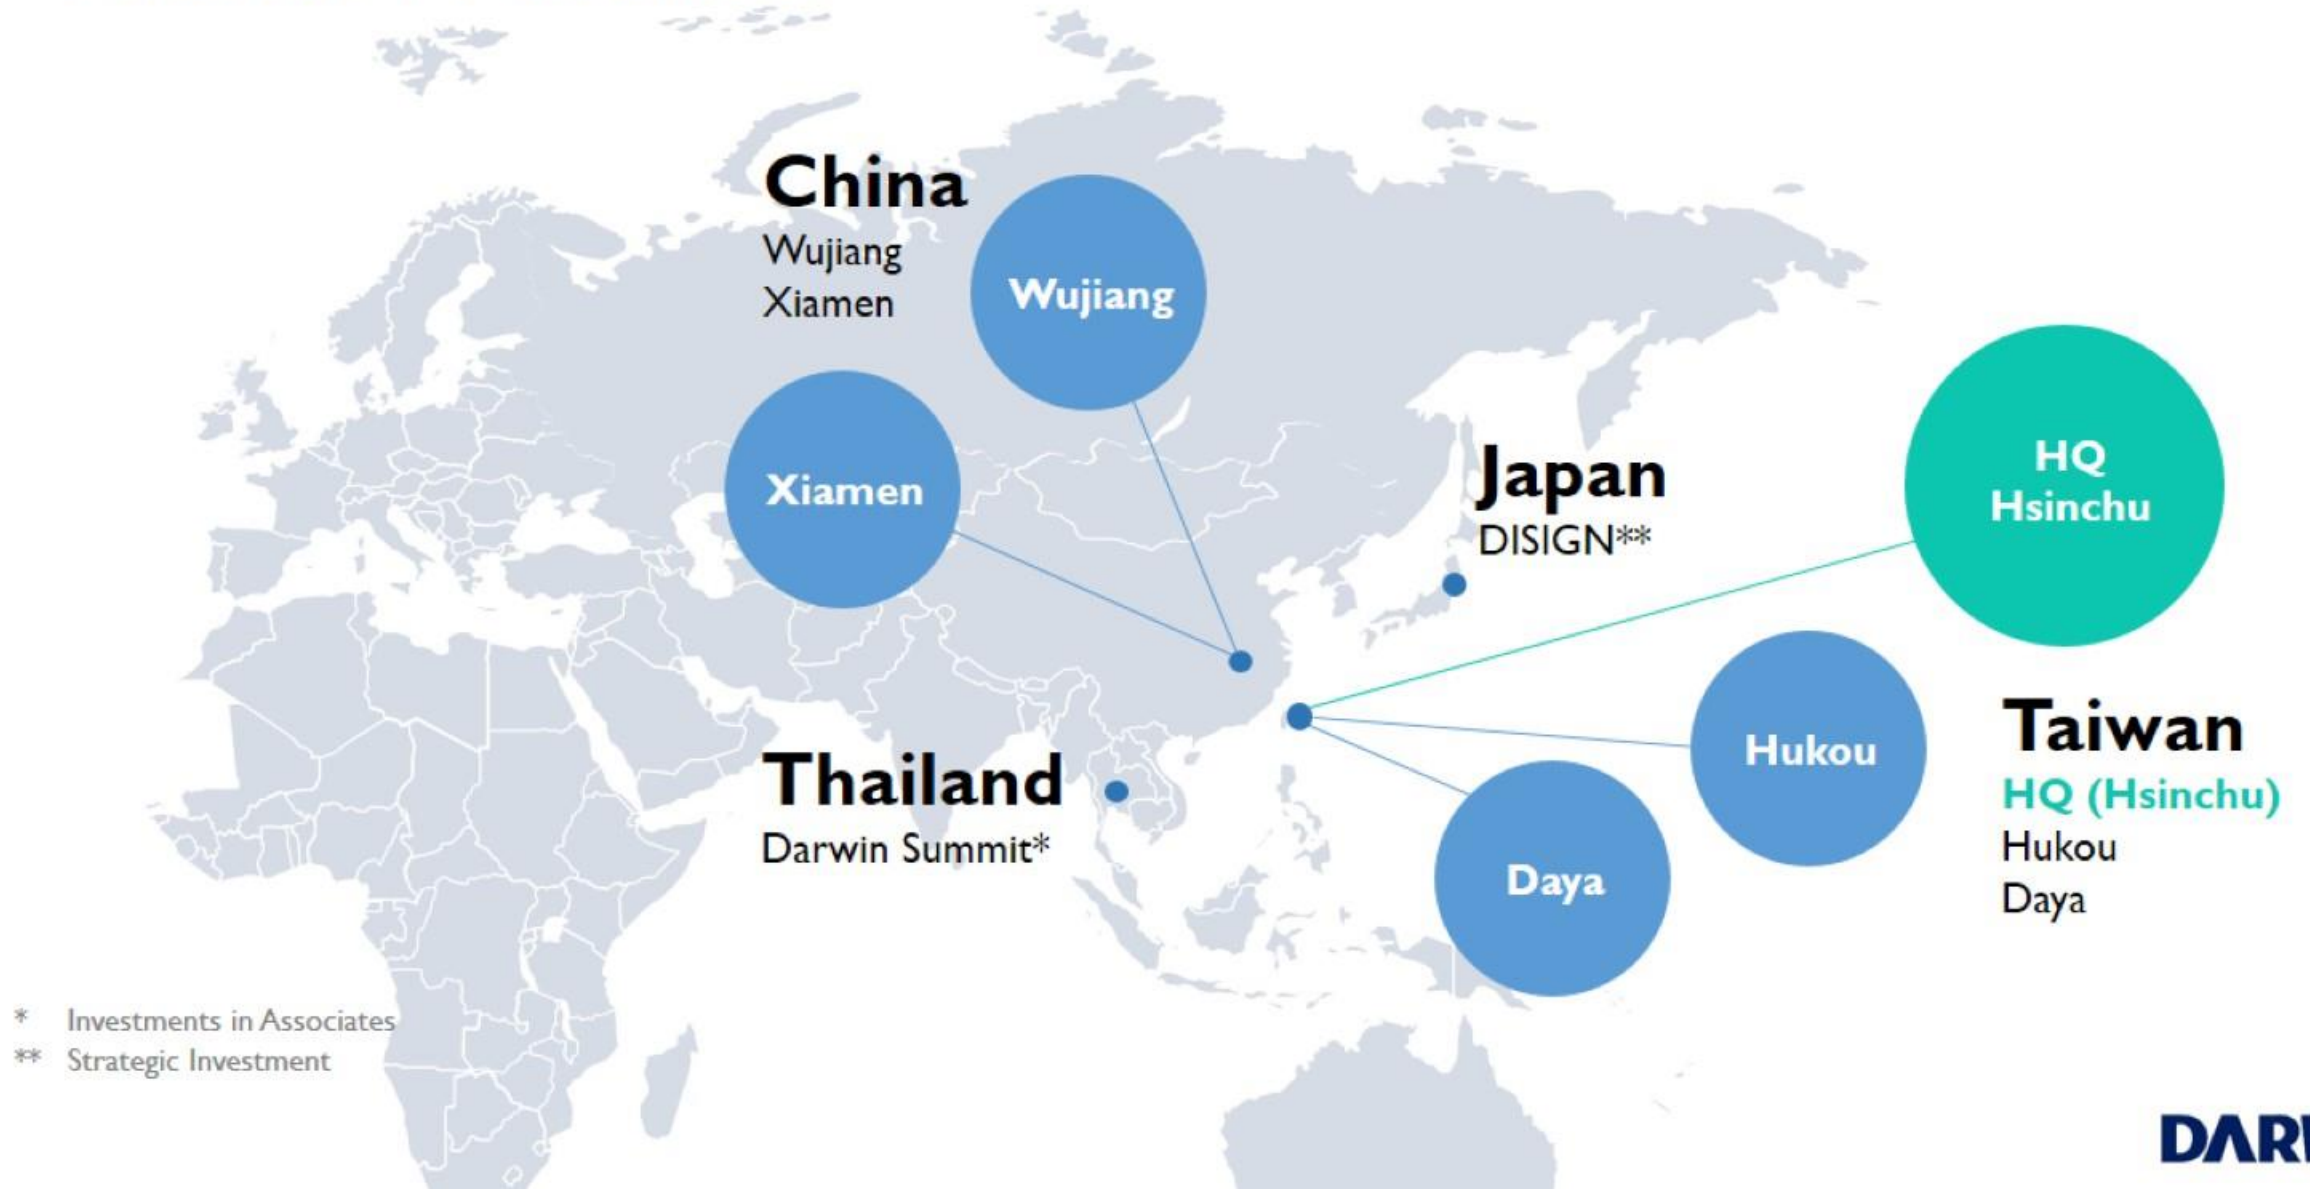 China
Wujiang
Xiamen
Wujiang
Xiamen
Japan
DISIGN**
HQ
Hsinchu
Hukou
Daya
Taiwan
HQ (Hsinchu)
Hukou
Daya
Thailand
Darwin Summit*
* Investments in Associates
** Strategic Investment